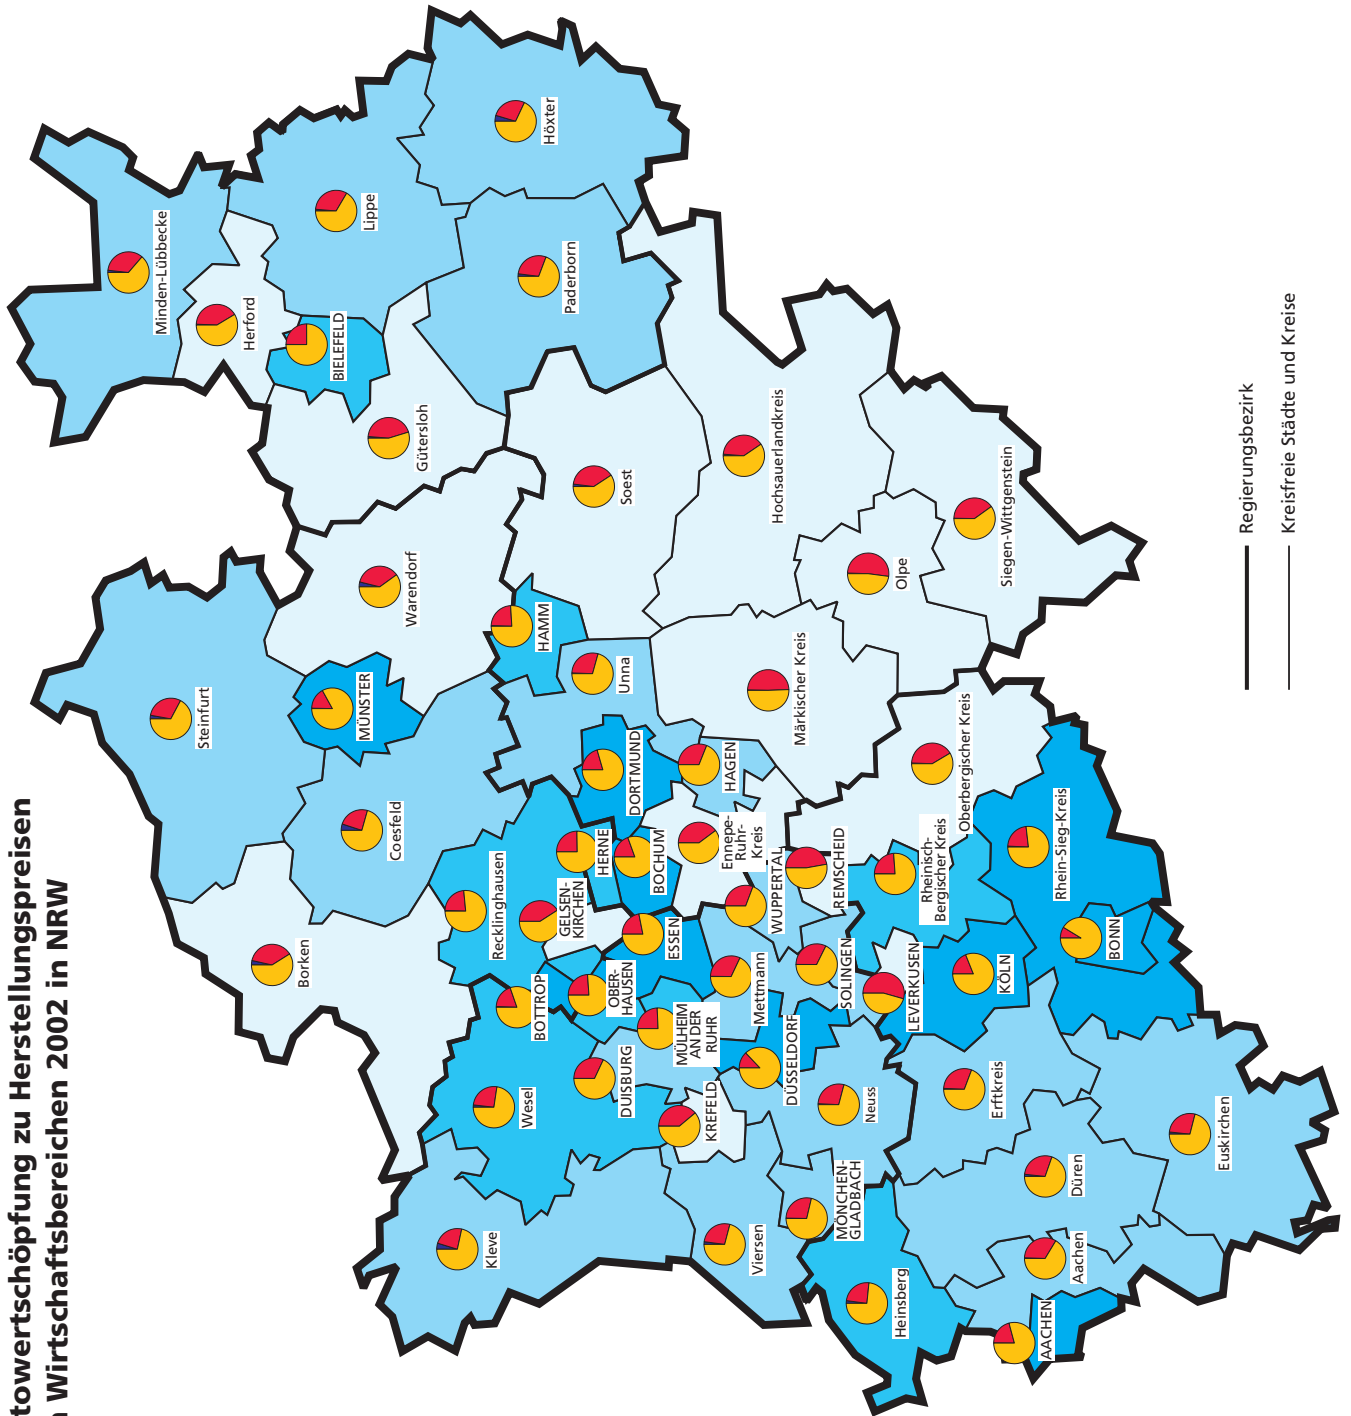 towertschöpfung zu Herstellungspreisen
Wirtschaftsbereichen 2002 in NRW
Steinfurt
Minden-Lübbecke
Herford
Lippe
BIELEFELD
Borken
MÜNSTER
Coesfeld
Warendorf
Gütersloh
Höxter
Paderborn
Kleve
Wesel
BOTTROP
Recklinghausen
GELSEN-
KIRCHEN
HERNE
HAMM
Soest
Unna
DORTMUND
OBER-
HAUSEN
ESSEN
BOCHUM
DUISBURG
MÜLHEIM
AN DER
RUHR
KREFELD
HAGEN
Ennepe-
Ruhr-
Kreis
Viersen
Mettmann
WUPPERTAL
Märkischer Kreis
Hochsauerlandkreis
DÜSSELDORF
MÖNCHEN-
GLADBACH
Neuss
SOLINGEN
REMSCHEID
Olpe
Heinsberg
LEVERKUSEN
Rheinisch-
Bergischer Kreis
Oberbergischer Kreis
Siegen-Wittgenstein
Erftkreis
KÖLN
Rhein-Sieg-Kreis
AACHEN
Aachen
Düren
BONN
Euskirchen
Regierungsbezirk
Kreisfreie Städte und Kreise